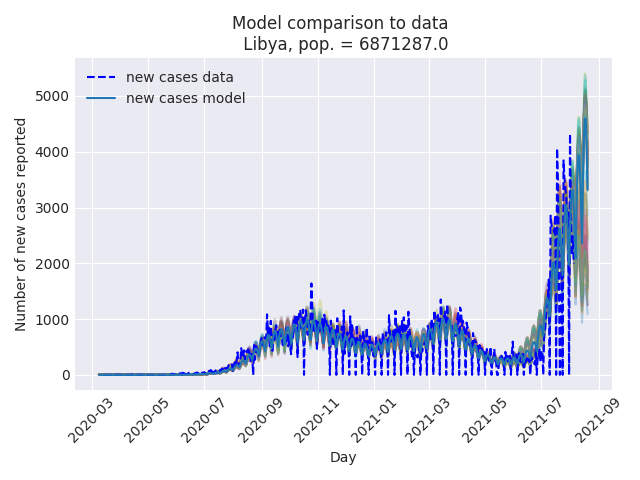 Model comparison to data
Libya, pop. = 6871287.0
new cases data
new cases model
Number of new cases reported
5000
4000
3000
2000
1000
0
2020-03
2020-05
2020-07
2020-09
2020-11
2021-01
2021-03
2021-05
2021-07
2021-09
Day